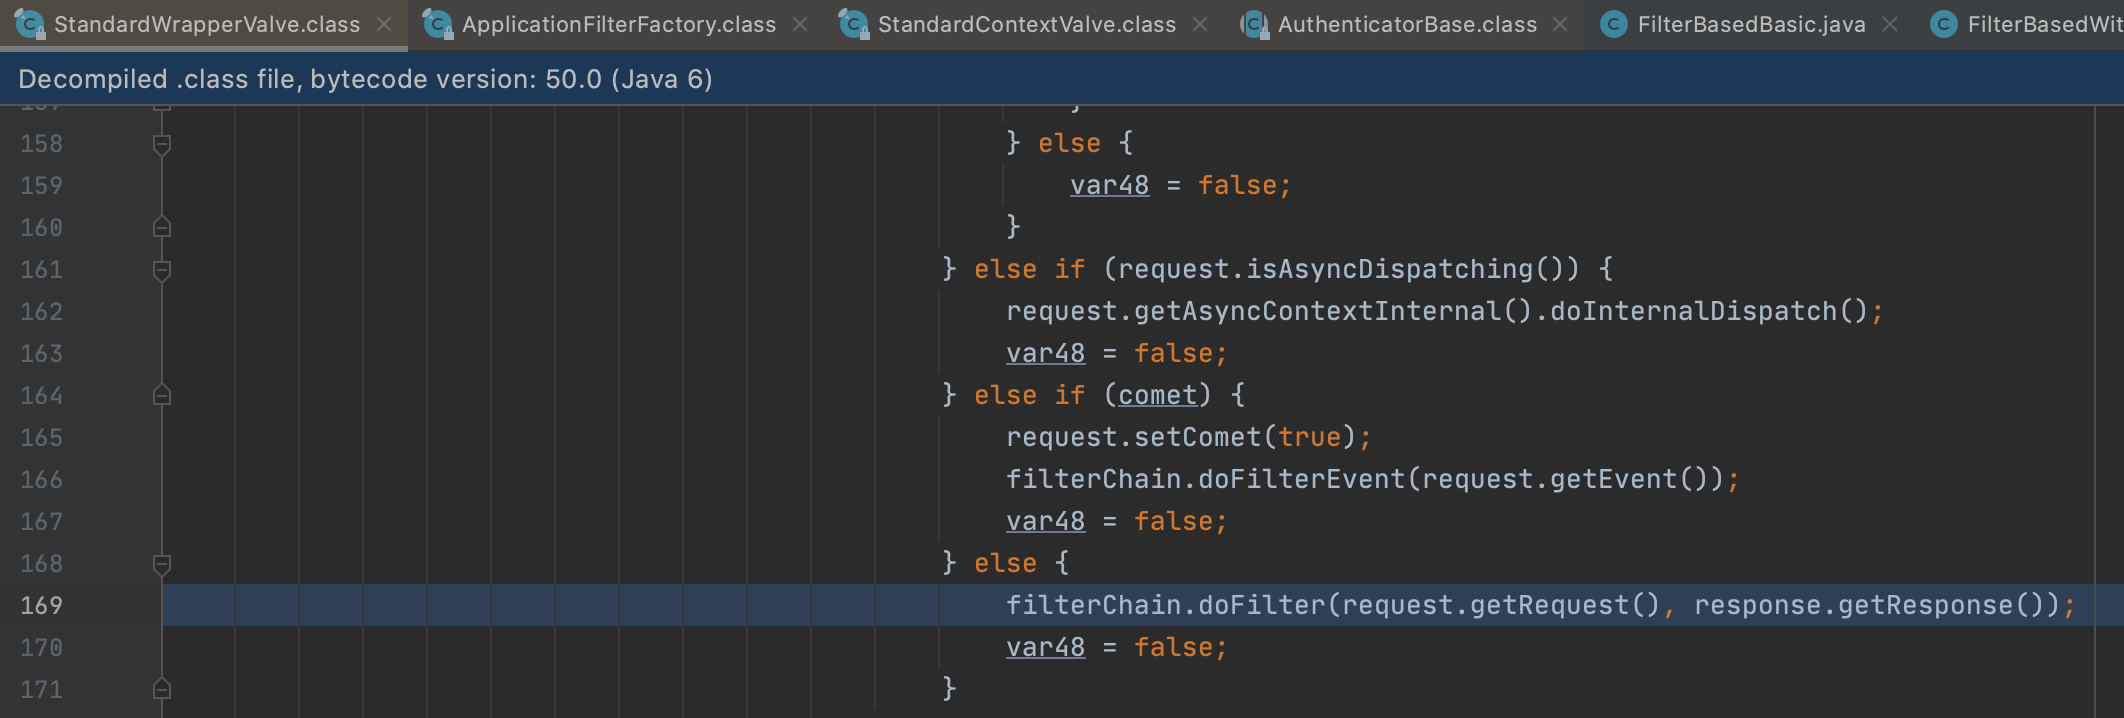 StandardWrapperValve.class ApplicationFilterFactory.class StandardContextValve.class AuthenticatorBase.class FilterBasedBasic.java FilterBasedWit
Decompiled .class file, bytecode version: 50.0 (Java 6)
157 }
158 } else {
159 var48 = false;
160 }
161 } else if (request.isAsyncDispatching()) {
162 request.getAsyncContextInternal().doInternalDispatch();
163 var48 = false;
164 } else if (comet) {
165 request.setComet(true);
166 filterChain.doFilterEvent(request.getEvent());
167 var48 = false;
168 } else {
169 filterChain.doFilter(request.getRequest(), response.getResponse());
170 var48 = false;
171 }